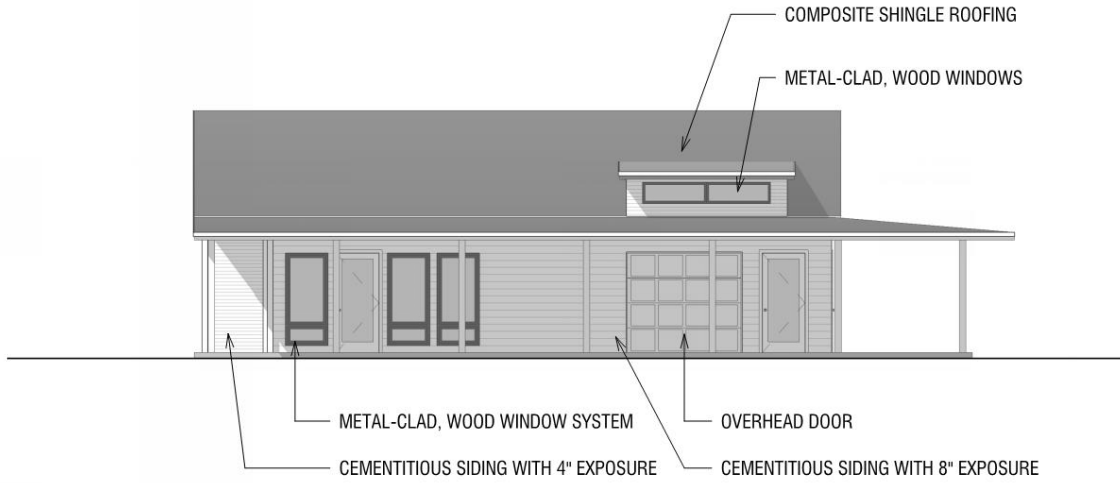 COMPOSITE SHINGLE ROOFING
METAL-CLAD, WOOD WINDOWS
METAL-CLAD, WOOD WINDOW SYSTEM
OVERHEAD DOOR
CEMENTITIOUS SIDING WITH 4" EXPOSURE
CEMENTITIOUS SIDING WITH 8" EXPOSURE